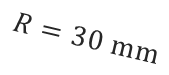 R = 30 mm